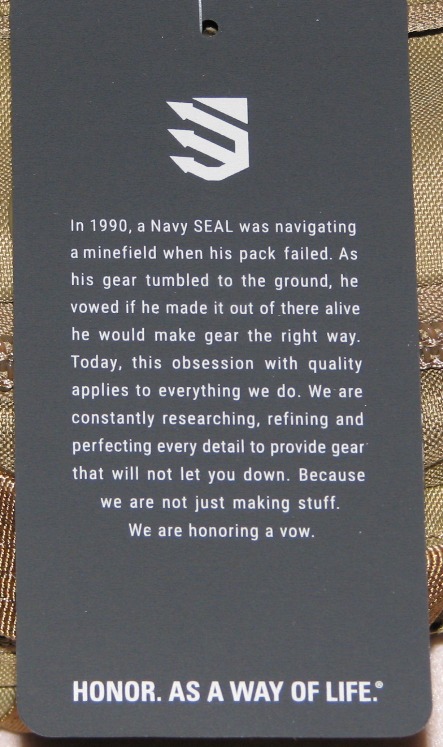 In 1990, a Navy SEAL was navigating
a minefield when his pack failed. As
his gear tumbled to the ground, he
vowed if he made it out of there alive
he would make gear the right way.
Today, this obsession with quality
applies to everything we do. We are
constantly researching, refining and
perfecting every detail to provide gear
that will not let you down. Because
we are not just making stuff.
We are honoring a vow.
HONOR. AS A WAY OF LIFE.®